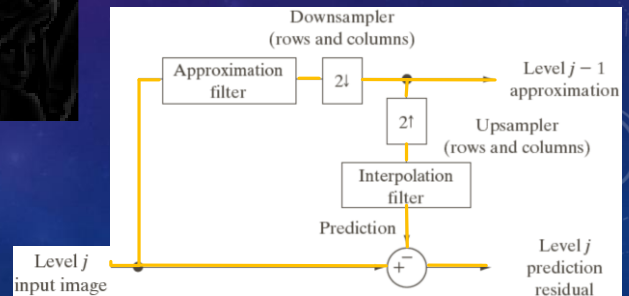 Downsampler
(rows and columns)
Approximation
filter
2↓
Level j – 1
approximation
2↑
Upsampler
(rows and columns)
Interpolation
filter
Prediction
Level j
input image
+
–
Level j
prediction
residual